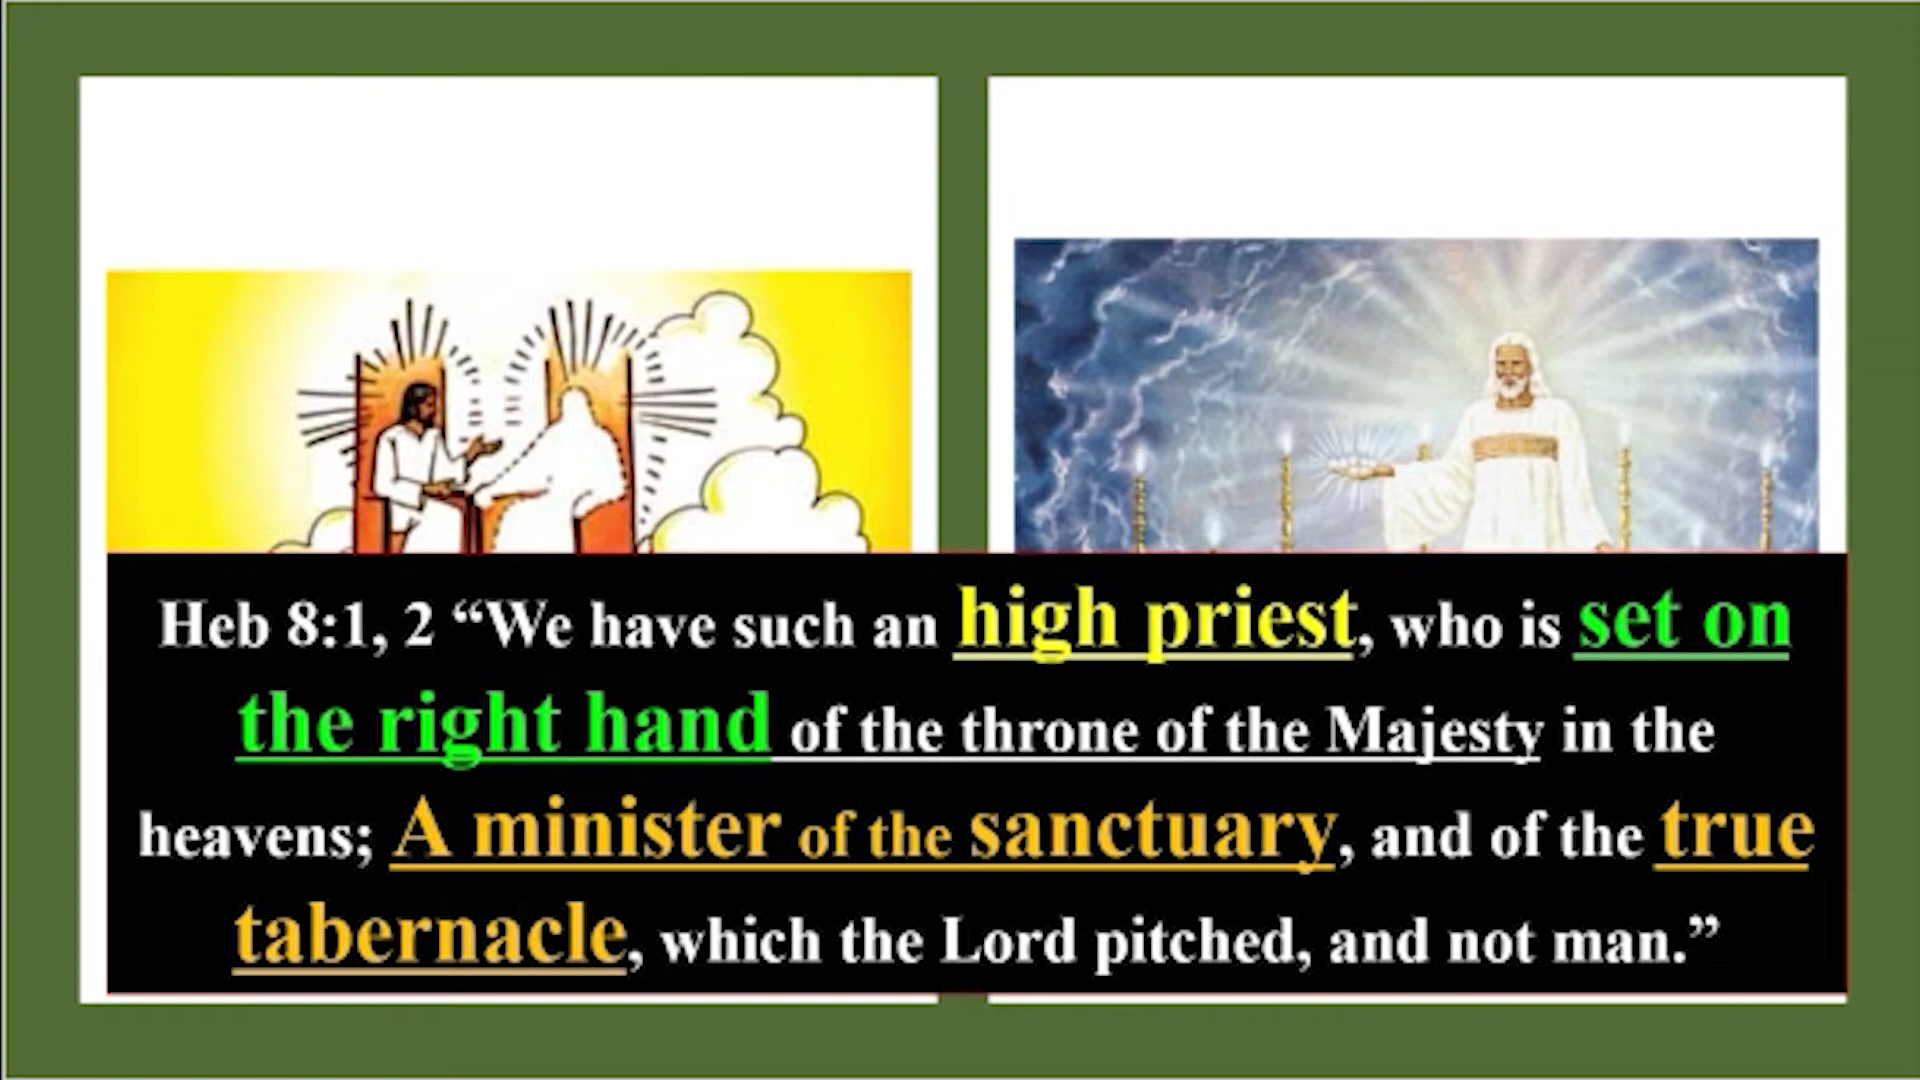 Heb 8:1, 2 “We have such an high priest, who is set on
the right hand of the throne of the Majesty in the
heavens; A minister of the sanctuary, and of the true
tabernacle, which the Lord pitched, and not man.”